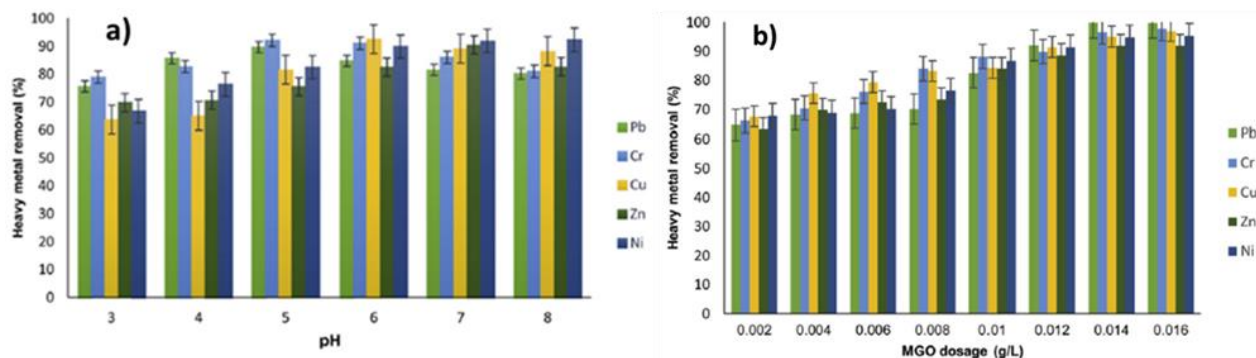 a)
Heavy metal removal (%)
100
90
80
70
60
50
40
30
20
10
0
3 4 5 6 7 8
pH
Pb
Cr
Cu
Zn
Ni
b)
Heavy metal removal (%)
100
90
80
70
60
50
40
30
20
10
0
0.002 0.004 0.006 0.008 0.01 0.012 0.014 0.016
MGO dosage (g/L)
Pb
Cr
Cu
Zn
Ni